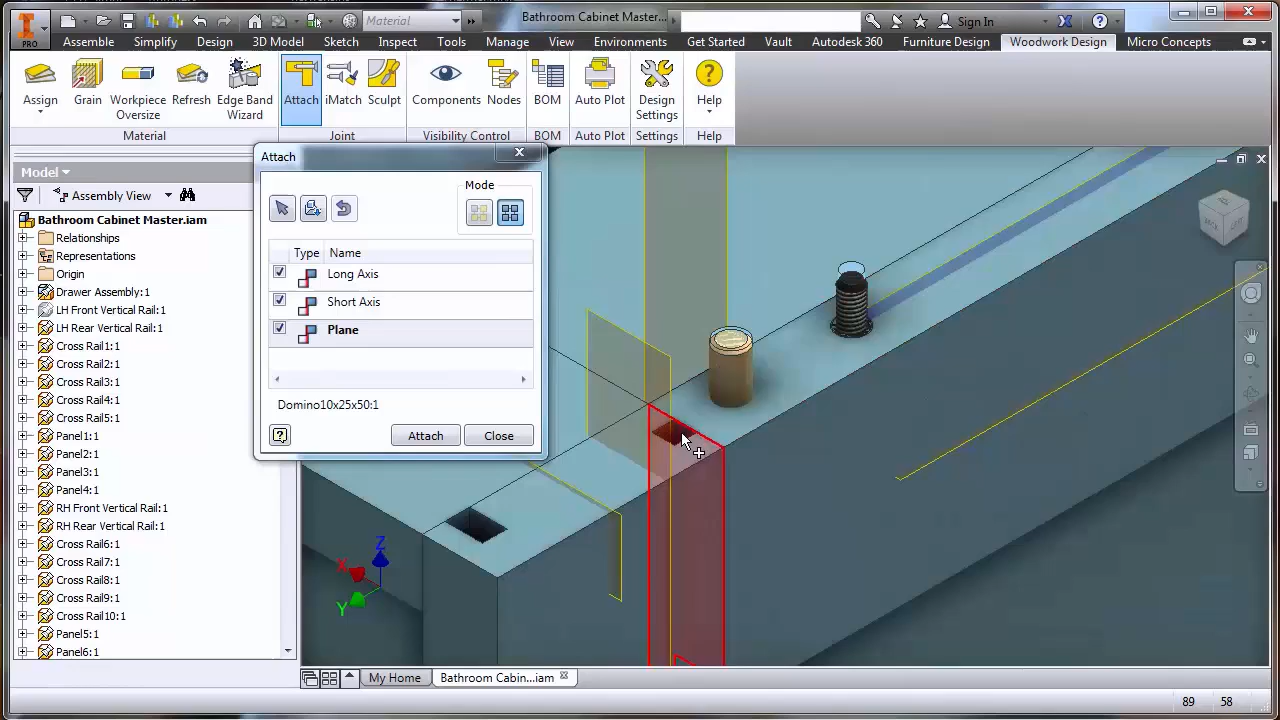 Material
Bathroom Cabinet Master...
Sign In
PRO
Assemble Simplify Design 3D Model Sketch Inspect Tools Manage View Environments Get Started Vault Autodesk 360 Furniture Design Woodwork Design Micro Concepts
Assign Grain Workpiece Oversize Refresh Edge Band Wizard Attach iMatch Sculpt Components Nodes BOM Auto Plot Design Settings Help
Material Joint Visibility Control BOM Auto Plot Settings Help
Attach
Mode
Type Name
Long Axis
Short Axis
Plane
Domino10x25x50:1
Attach Close
Model
Assembly View
Bathroom Cabinet Master.iam
Relationships
Representations
Origin
Drawer Assembly:1
LH Front Vertical Rail:1
LH Rear Vertical Rail:1
Cross Rail1:1
Cross Rail2:1
Cross Rail3:1
Cross Rail4:1
Cross Rail5:1
Panel1:1
Panel2:1
Panel3:1
Panel4:1
RH Front Vertical Rail:1
RH Rear Vertical Rail:1
Cross Rail6:1
Cross Rail7:1
Cross Rail8:1
Cross Rail9:1
Cross Rail10:1
Panel5:1
Panel6:1
Z
X
Y
My Home
Bathroom Cabin...iam
89 58